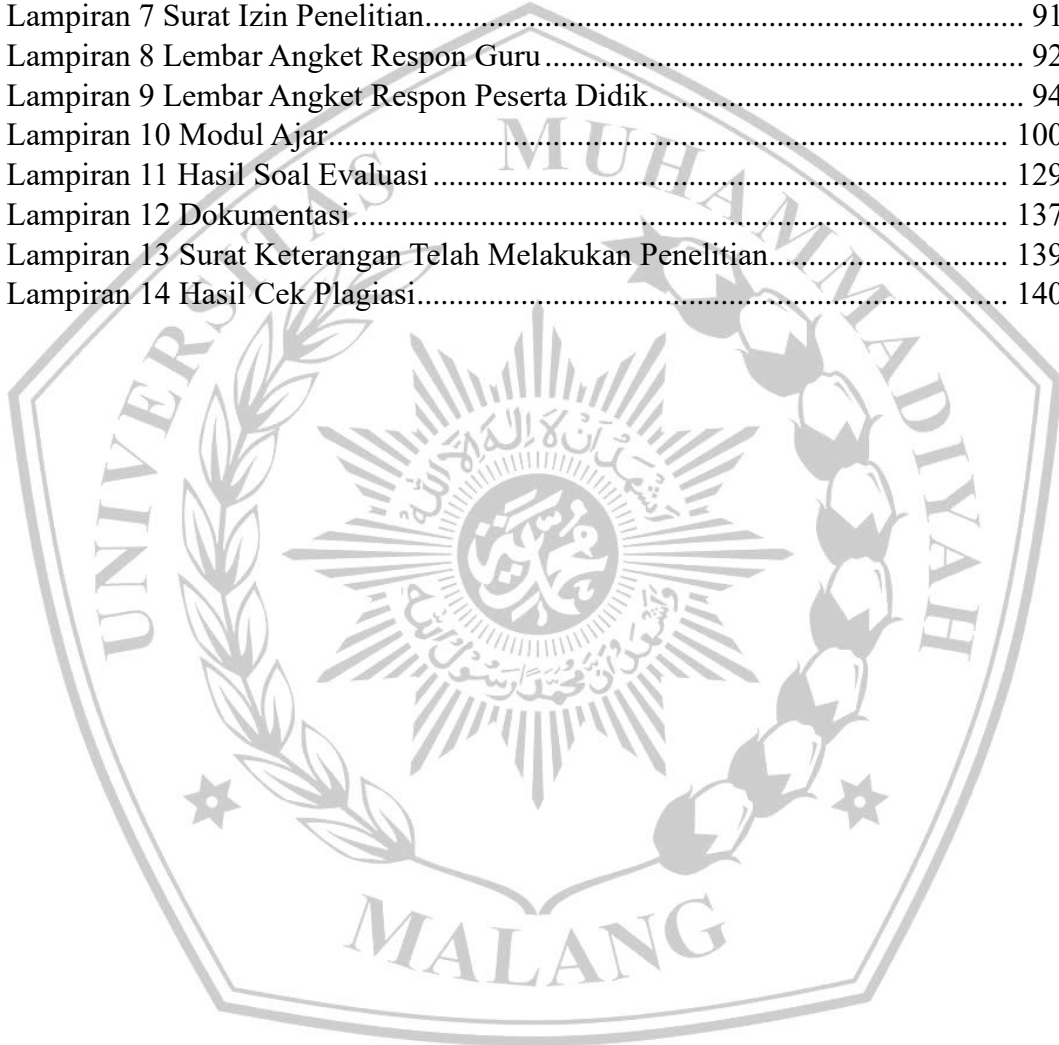 Lampiran 7 Surat Izin Penelitian.......................................................................... 91
Lampiran 8 Lembar Angket Respon Guru ........................................................... 92
Lampiran 9 Lembar Angket Respon Peserta Didik.............................................. 94
Lampiran 10 Modul Ajar..................................................................................... 100
Lampiran 11 Hasil Soal Evaluasi ....................................................................... 129
Lampiran 12 Dokumentasi ................................................................................. 137
Lampiran 13 Surat Keterangan Telah Melakukan Penelitian............................. 139
Lampiran 14 Hasil Cek Plagiasi......................................................................... 140
UNIVERSITAS MUHAMMADIYAH
MALANG